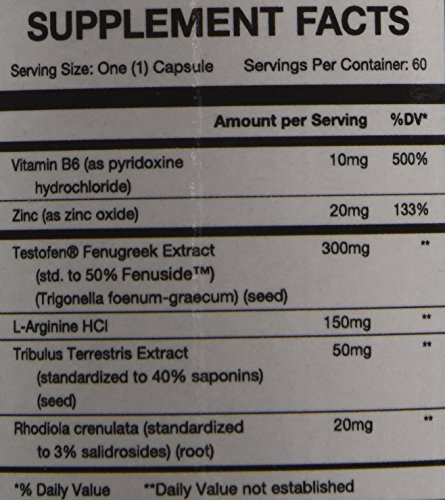 SUPPLEMENT FACTS
Serving Size: One (1) Capsule Servings Per Container: 60
Amount per Serving %DV*
Vitamin B6 (as pyridoxine 10mg 500%
hydrochloride)
Zinc (as zinc oxide) 20mg 133%
Testofen® Fenugreek Extract 300mg **
(std. to 50% Fenuside™)
(Trigonella foenum-graecum) (seed)
L-Arginine HCl 150mg **
Tribulus Terrestris Extract 50mg **
(standardized to 40% saponins)
(seed)
Rhodiola crenulata (standardized 20mg **
to 3% salidrosides) (root)
*% Daily Value **Daily Value not established